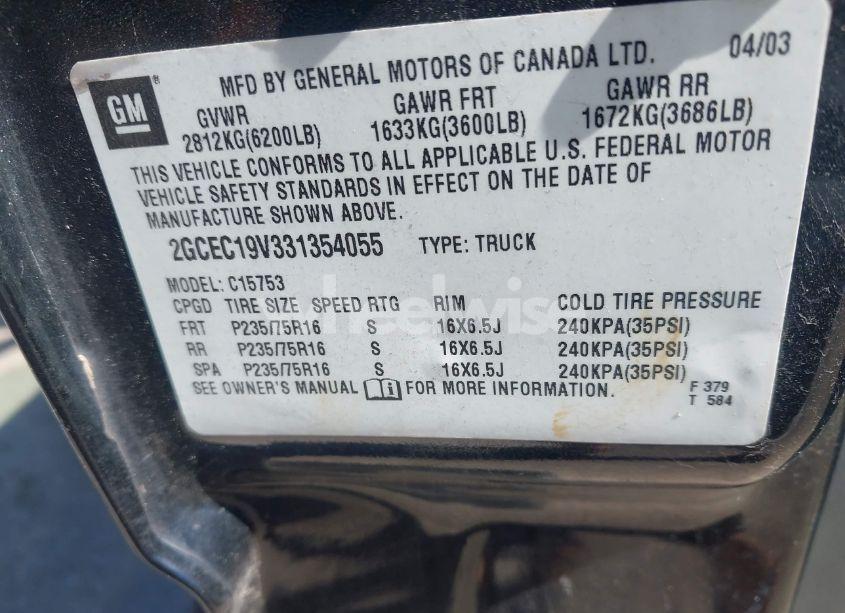 MFD BY GENERAL MOTORS OF CANADA LTD. 04/03
GM ®
GVWR GAWR FRT GAWR RR
2812KG(6200LB) 1633KG(3600LB) 1672KG(3686LB)
THIS VEHICLE CONFORMS TO ALL APPLICABLE U.S. FEDERAL MOTOR
VEHICLE SAFETY STANDARDS IN EFFECT ON THE DATE OF
MANUFACTURE SHOWN ABOVE.
2GCEC19V331354055 TYPE: TRUCK
MODEL: C15753
CPGD TIRE SIZE SPEED RTG RIM COLD TIRE PRESSURE
FRT P235/75R16 S 16X6.5J 240KPA(35PSI)
RR P235/75R16 S 16X6.5J 240KPA(35PSI)
SPA P235/75R16 S 16X6.5J 240KPA(35PSI)
SEE OWNER'S MANUAL FOR MORE INFORMATION.
F 379
T 584